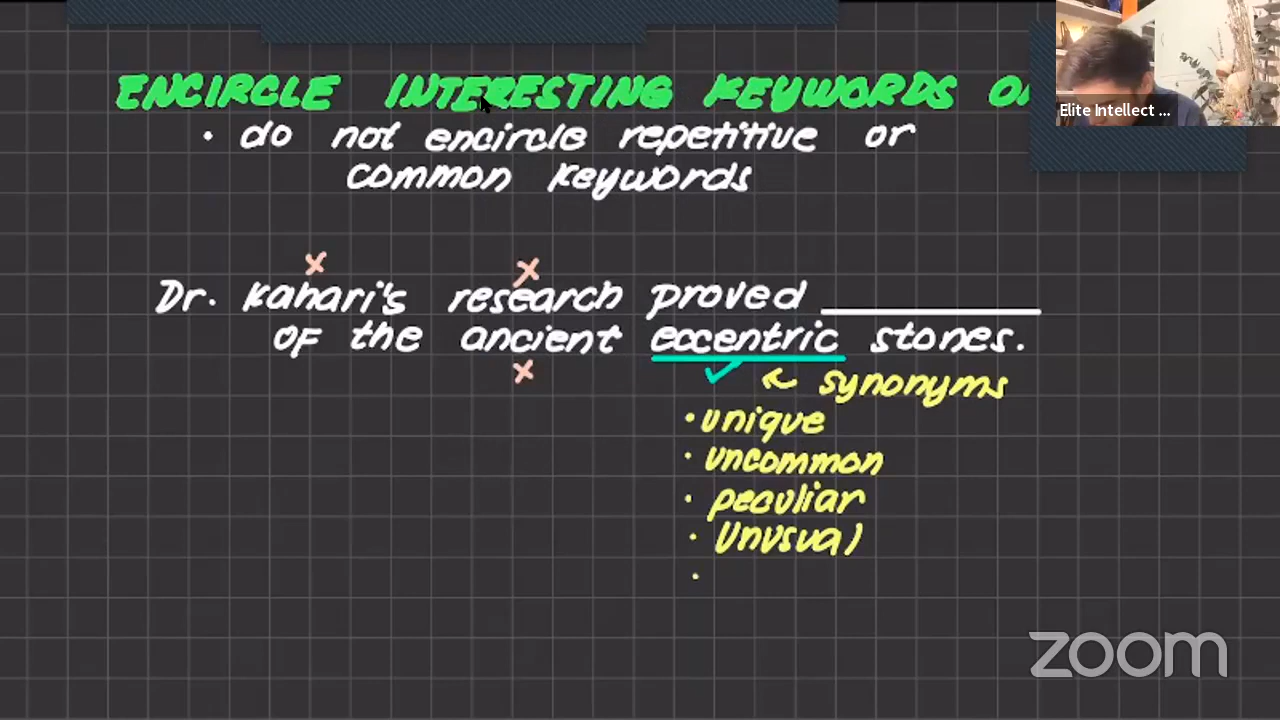 ENCIRCLE INTERESTING KEYWORDS
• do not encircle repetitive or
common keywords
x x
Dr. Kahari's research proved ________
of the ancient eccentric stones.
x ✓ ← synonyms
• unique
• uncommon
• peculiar
• Unusual
•
Elite Intellect ...
zoom